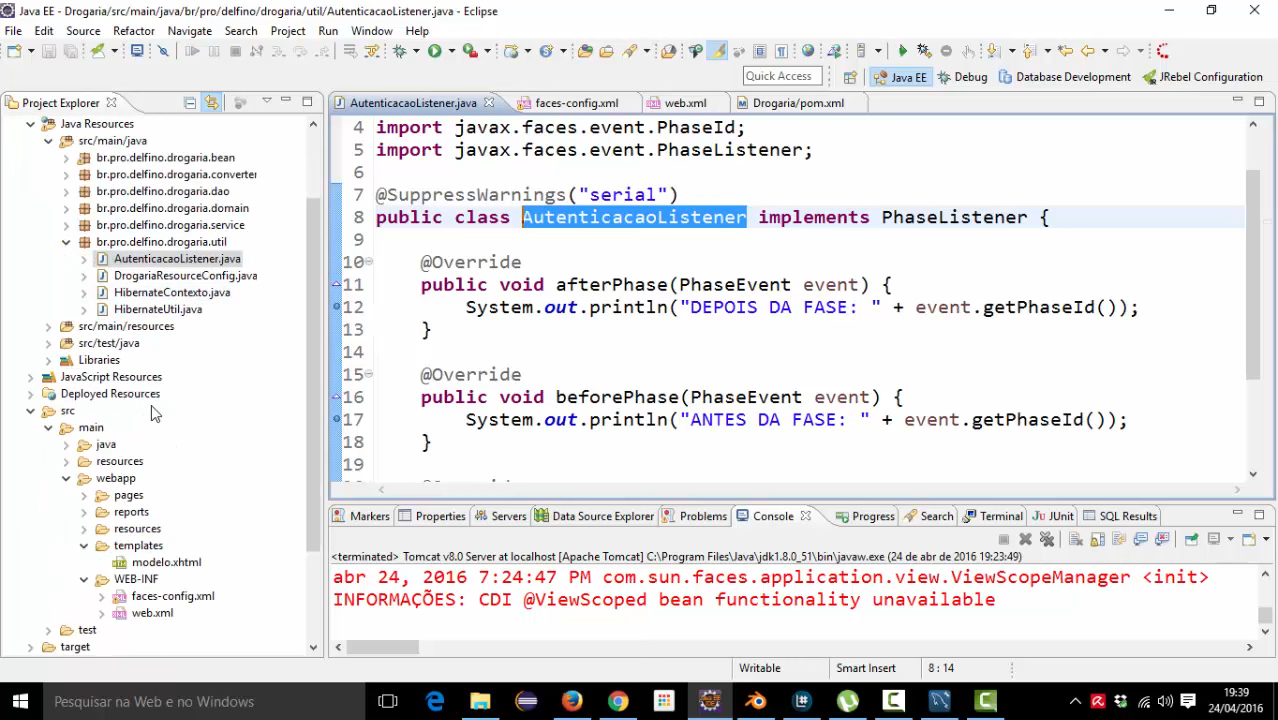 Java EE - Drogaria/src/main/java/br/pro/delfino/drogaria/util/AutenticacaoListener.java - Eclipse
File Edit Source Refactor Navigate Search Project Run Window Help
Quick Access Java EE Debug Database Development JRebel Configuration
Project Explorer
Java Resources
src/main/java
br.pro.delfino.drogaria.bean
br.pro.delfino.drogaria.converter
br.pro.delfino.drogaria.dao
br.pro.delfino.drogaria.domain
br.pro.delfino.drogaria.service
br.pro.delfino.drogaria.util
AutenticacaoListener.java
DrogariaResourceConfig.java
HibernateContexto.java
HibernateUtil.java
src/main/resources
src/test/java
Libraries
JavaScript Resources
Deployed Resources
src
main
java
resources
webapp
pages
reports
resources
templates
modelo.xhtml
WEB-INF
faces-config.xml
web.xml
test
target
AutenticacaoListener.java faces-config.xml web.xml Drogaria/pom.xml
4 import javax.faces.event.PhaseId;
5 import javax.faces.event.PhaseListener;
6
7 @SuppressWarnings("serial")
8 public class AutenticacaoListener implements PhaseListener {
9
10 @Override
11 public void afterPhase(PhaseEvent event) {
12 System.out.println("DEPOIS DA FASE: " + event.getPhaseId());
13 }
14
15 @Override
16 public void beforePhase(PhaseEvent event) {
17 System.out.println("ANTES DA FASE: " + event.getPhaseId());
18 }
19
Markers Properties Servers Data Source Explorer Problems Console Progress Search Terminal JUnit SQL Results
<terminated> Tomcat v8.0 Server at localhost [Apache Tomcat] C:\Program Files\Java\jdk1.8.0_51\bin\javaw.exe (24 de abr de 2016 19:23:49)
abr 24, 2016 7:24:47 PM com.sun.faces.application.view.ViewScopeManager <init>
INFORMAÇÕES: CDI @ViewScoped bean functionality unavailable
Writable Smart Insert 8 : 14
Pesquisar na Web e no Windows
19:39
24/04/2016